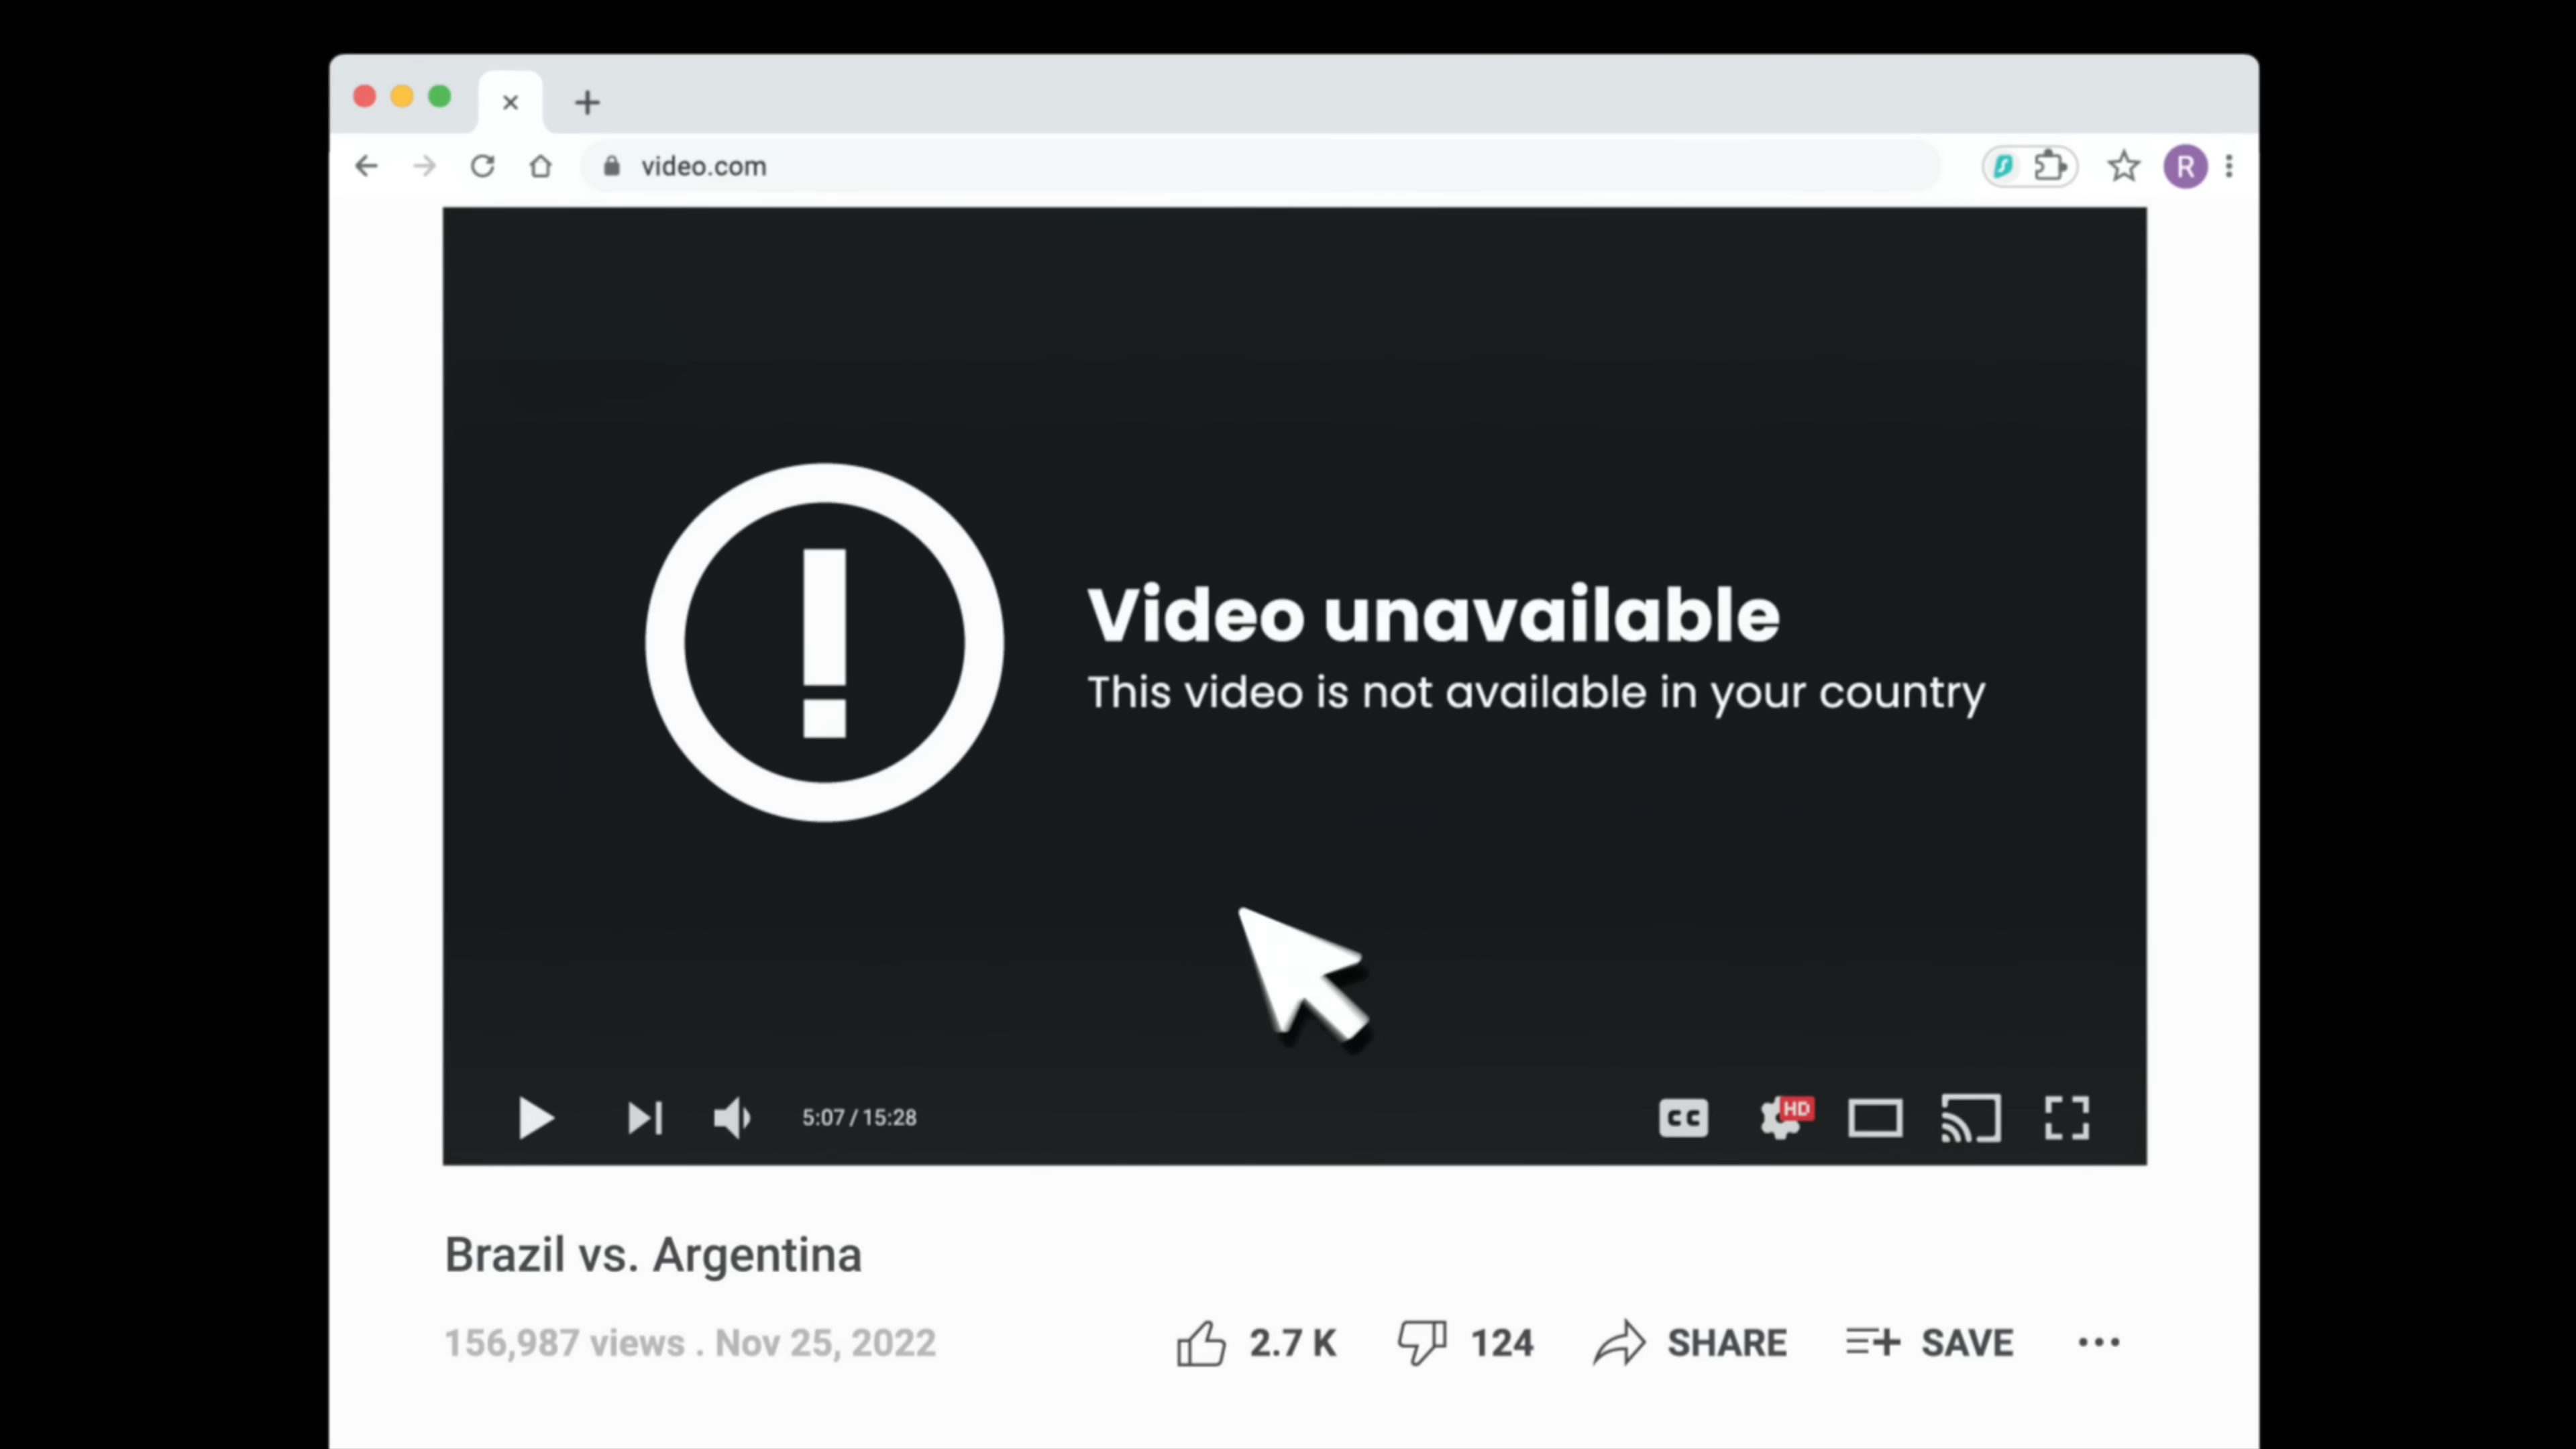 video.com
R
Video unavailable
This video is not available in your country
5:07 / 15:28
CC
HD
Brazil vs. Argentina
156,987 views . Nov 25, 2022
2.7 K
124
SHARE
SAVE